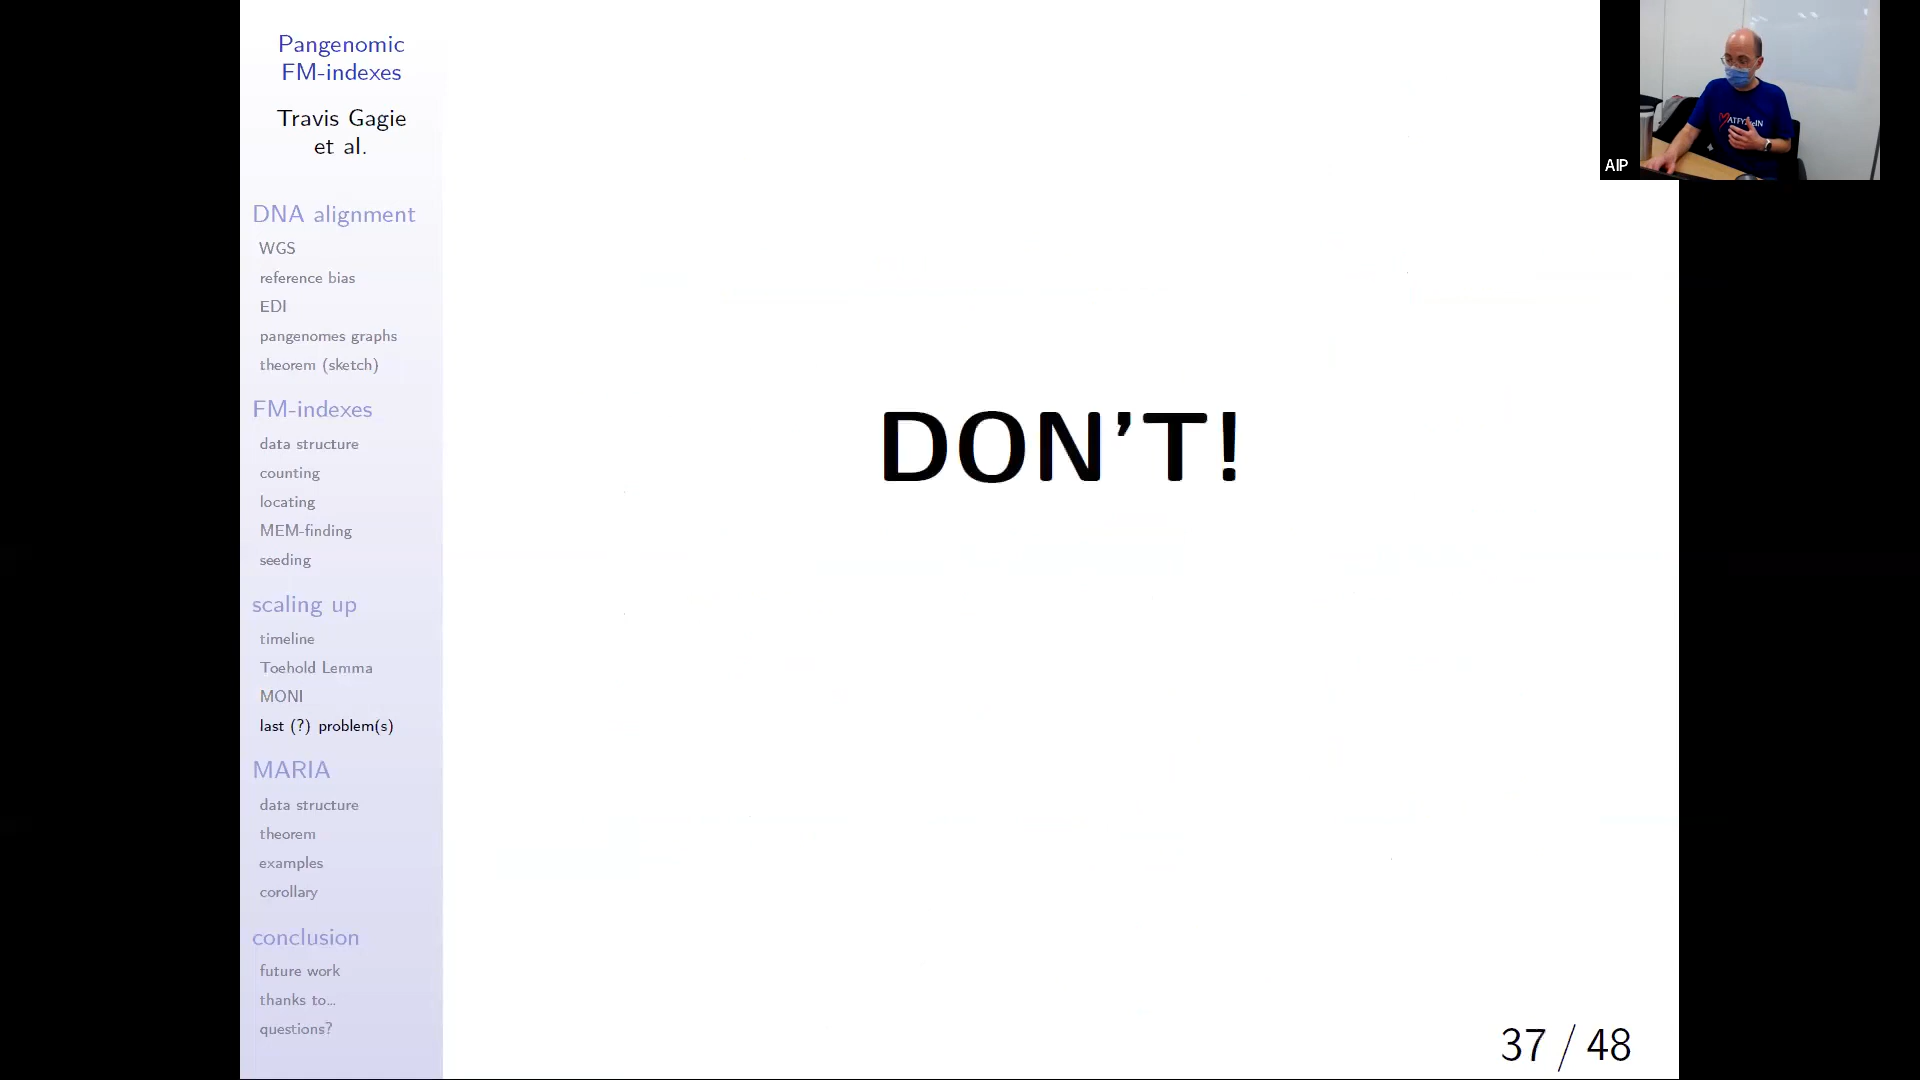 Pangenomic
FM-indexes
Travis Gagie
et al.
DNA alignment
WGS
reference bias
EDI
pangenomes graphs
theorem (sketch)
FM-indexes
data structure
counting
locating
MEM-finding
seeding
scaling up
timeline
Toehold Lemma
MONI
last (?) problem(s)
MARIA
data structure
theorem
examples
corollary
conclusion
future work
thanks to…
questions?
DON'T!
37 / 48
AIP